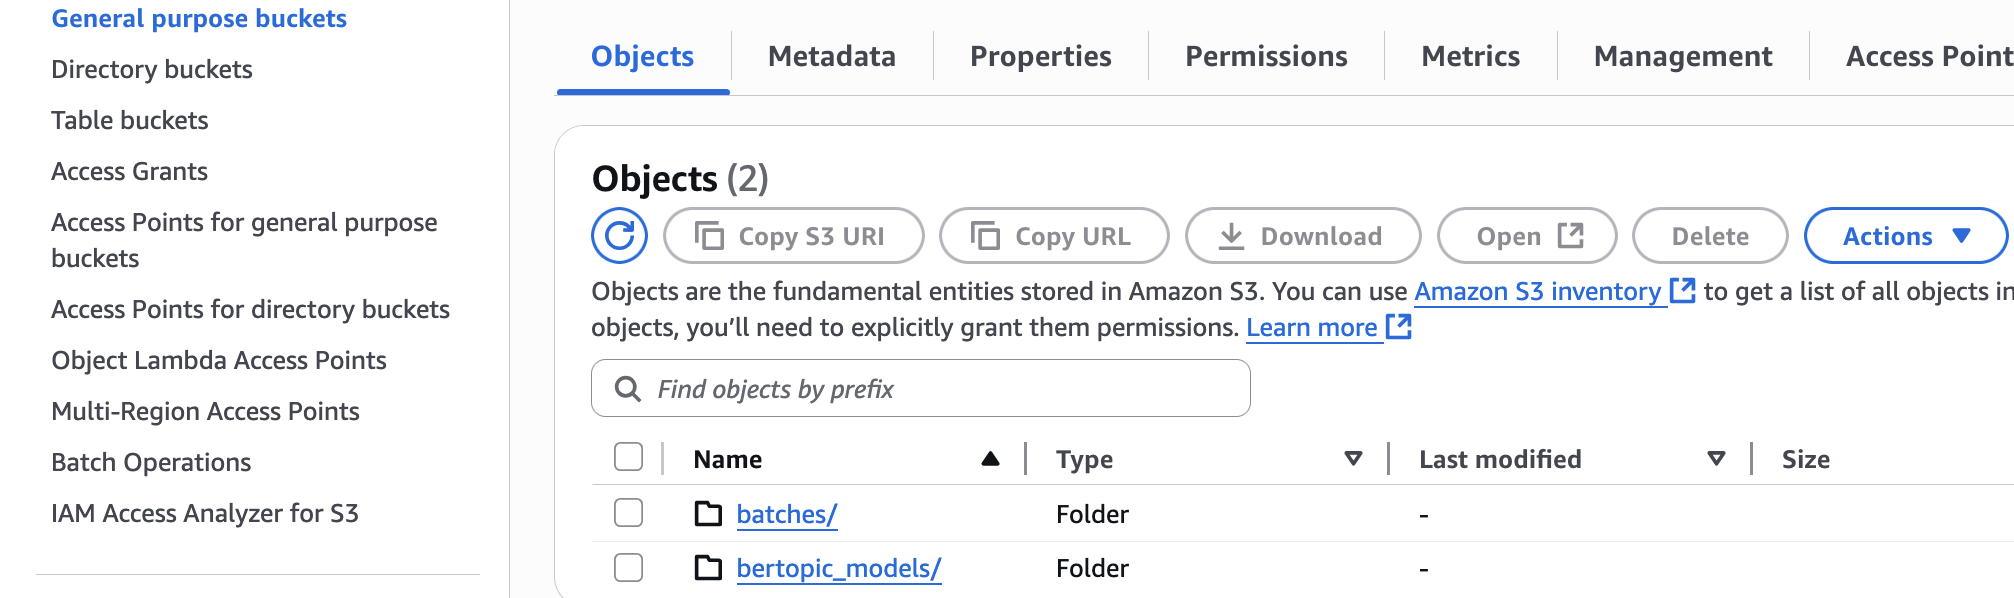 General purpose buckets
Directory buckets
Table buckets
Access Grants
Access Points for general purpose
buckets
Access Points for directory buckets
Object Lambda Access Points
Multi-Region Access Points
Batch Operations
IAM Access Analyzer for S3
Objects Metadata Properties Permissions Metrics Management Access Point
Objects (2)
Copy S3 URI Copy URL Download Open Delete Actions
Objects are the fundamental entities stored in Amazon S3. You can use Amazon S3 inventory to get a list of all objects in
objects, you’ll need to explicitly grant them permissions. Learn more
Find objects by prefix
Name Type Last modified Size
batches/ Folder -
bertopic_models/ Folder -